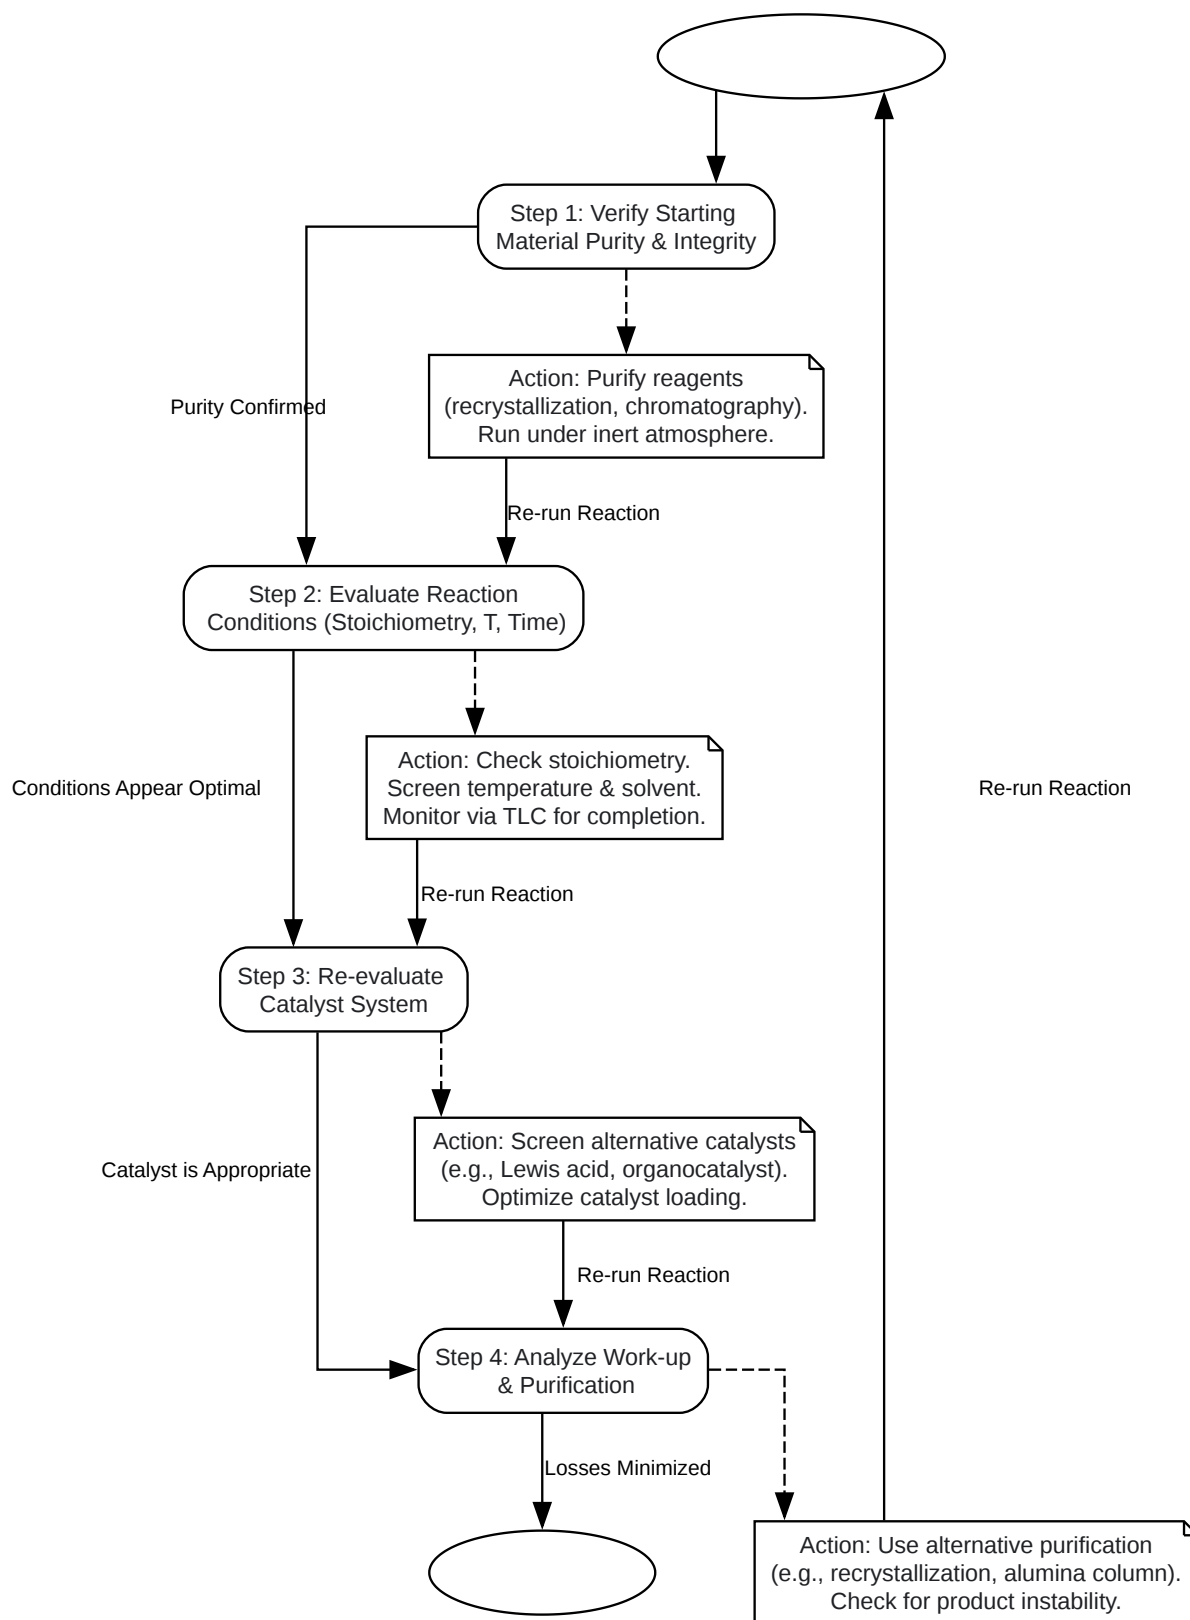 Step 1: Verify Starting
Material Purity & Integrity
Action: Purify reagents
(recrystallization, chromatography).
Run under inert atmosphere.
Purity Confirmed
Re-run Reaction
Step 2: Evaluate Reaction
Conditions (Stoichiometry, T, Time)
Action: Check stoichiometry.
Screen temperature & solvent.
Monitor via TLC for completion.
Conditions Appear Optimal
Re-run Reaction
Re-run Reaction
Step 3: Re-evaluate
Catalyst System
Action: Screen alternative catalysts
(e.g., Lewis acid, organocatalyst).
Optimize catalyst loading.
Catalyst is Appropriate
Re-run Reaction
Step 4: Analyze Work-up
& Purification
Losses Minimized
Action: Use alternative purification
(e.g., recrystallization, alumina column).
Check for product instability.